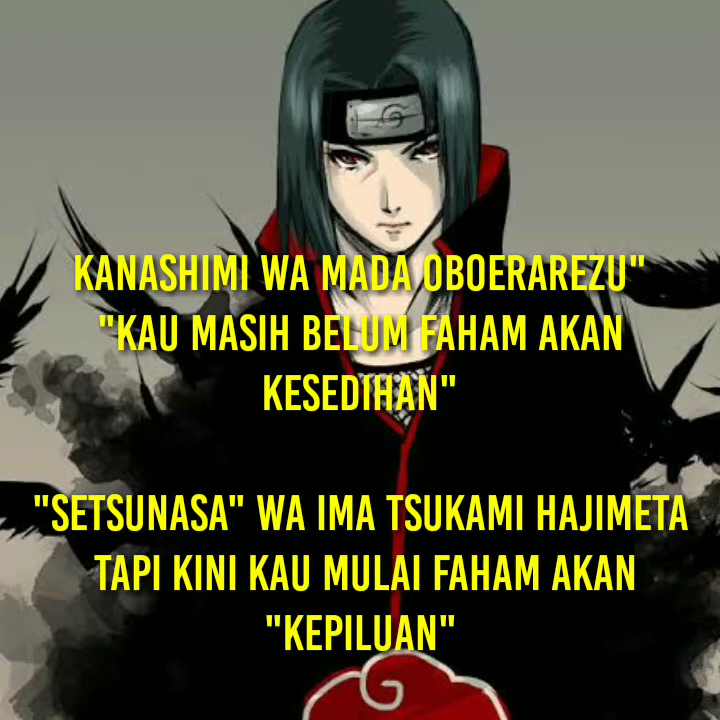 KANASHIMI WA MADA OBOERAREZU"
"KAU MASIH BELUM FAHAM AKAN
KESEDIHAN"
"SETSUNASA" WA IMA TSUKAMI HAJIMETA
TAPI KINI KAU MULAI FAHAM AKAN
"KEPILUAN"